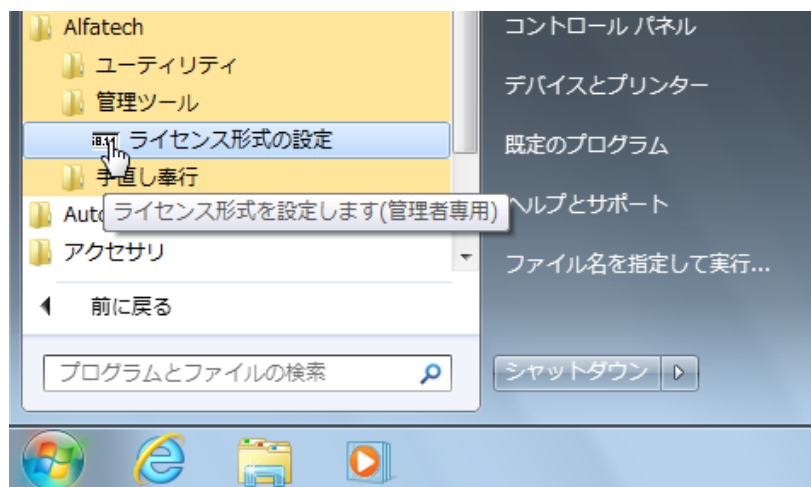 Alfatech
ユーティリティ
管理ツール
ライセンス形式の設定
手直し奉行
ライセンス形式を設定します(管理者専用)
アクセサリ
前に戻る
プログラムとファイルの検索
コントロール パネル
デバイスとプリンター
既定のプログラム
ヘルプとサポート
ファイル名を指定して実行...
シャットダウン